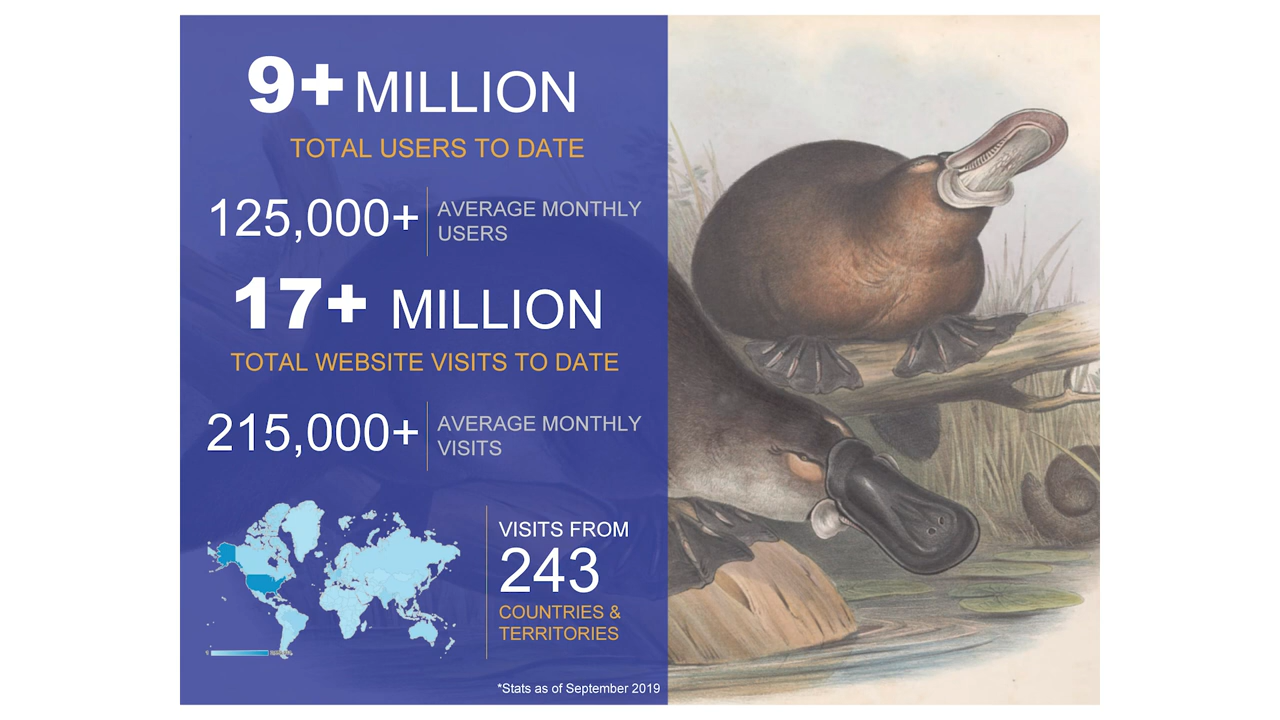 9+ MILLION
TOTAL USERS TO DATE
125,000+
AVERAGE MONTHLY
USERS
17+ MILLION
TOTAL WEBSITE VISITS TO DATE
215,000+
AVERAGE MONTHLY
VISITS
VISITS FROM
243
COUNTRIES &
TERRITORIES
*Stats as of September 2019